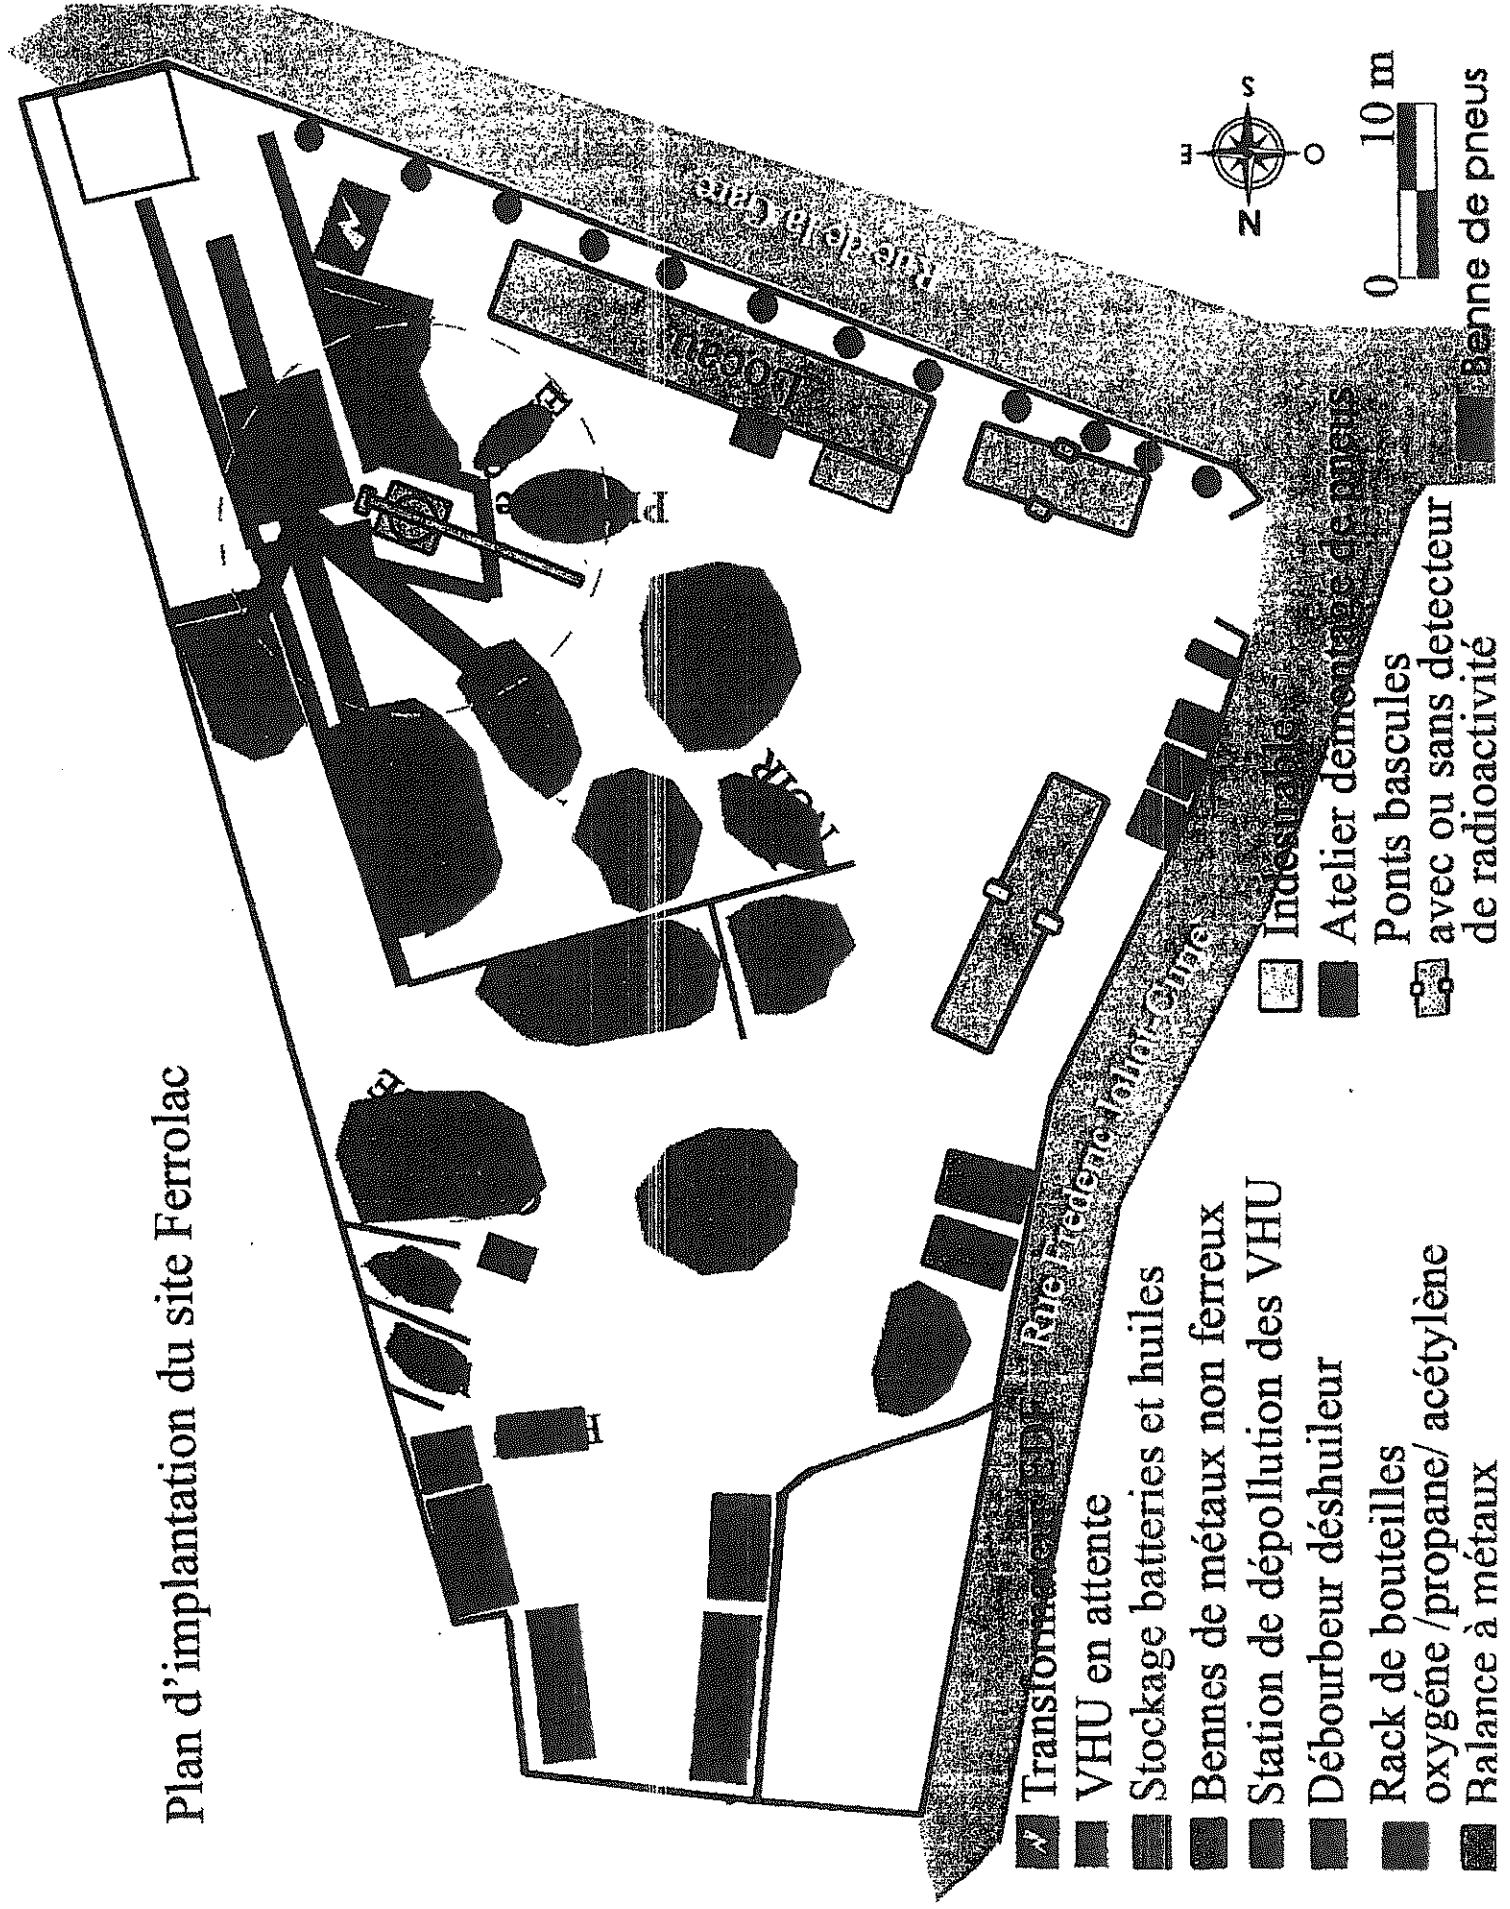 Plan d'implantation du site Ferrolac
Rue de la Gare
Locaux
Rue Frédéric Joliot-Curie
N
S
E
O
0 10 m
Transformateur EDF
VHU en attente
Stockage batteries et huiles
Bennes de métaux non ferreux
Station de dépollution des VHU
Débourbeur déshuileur
Rack de bouteilles
oxygéne /propane/ acétylène
Balance à métaux
Indésirables
Atelier démontage de pneus
Ponts bascules
avec ou sans detecteur
de radioactivité
Benne de pneus